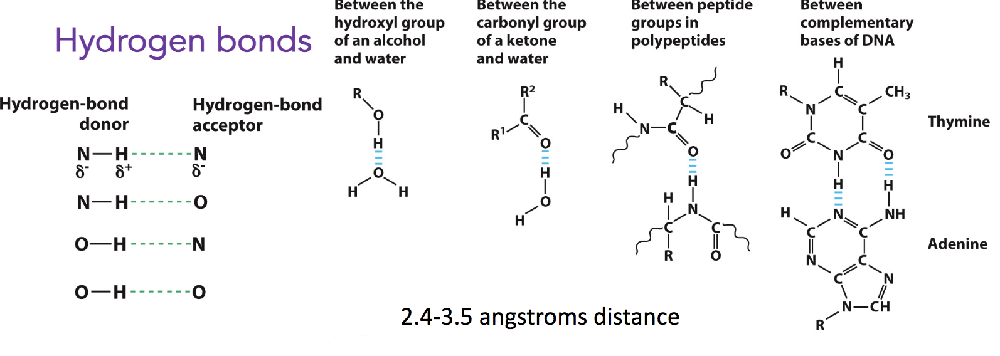 Hydrogen bonds
Hydrogen-bond
donor
Hydrogen-bond
acceptor
N—H-------N
δ- δ+ δ-
N—H-------O
O—H-------N
O—H-------O
Between the
hydroxyl group
of an alcohol
and water
R
O
H
O
H H
Between the
carbonyl group
of a ketone
and water
R²
C
R¹
O
H
O
H
Between peptide
groups in
polypeptides
R
C
H
H
N—C
O
H
H
N
C C
R O
Between
complementary
bases of DNA
H
R C CH₃
N C
C C
O N O
H H
H N NH
C C
N C
C N
N—CH
R
Thymine
Adenine
2.4-3.5 angstroms distance